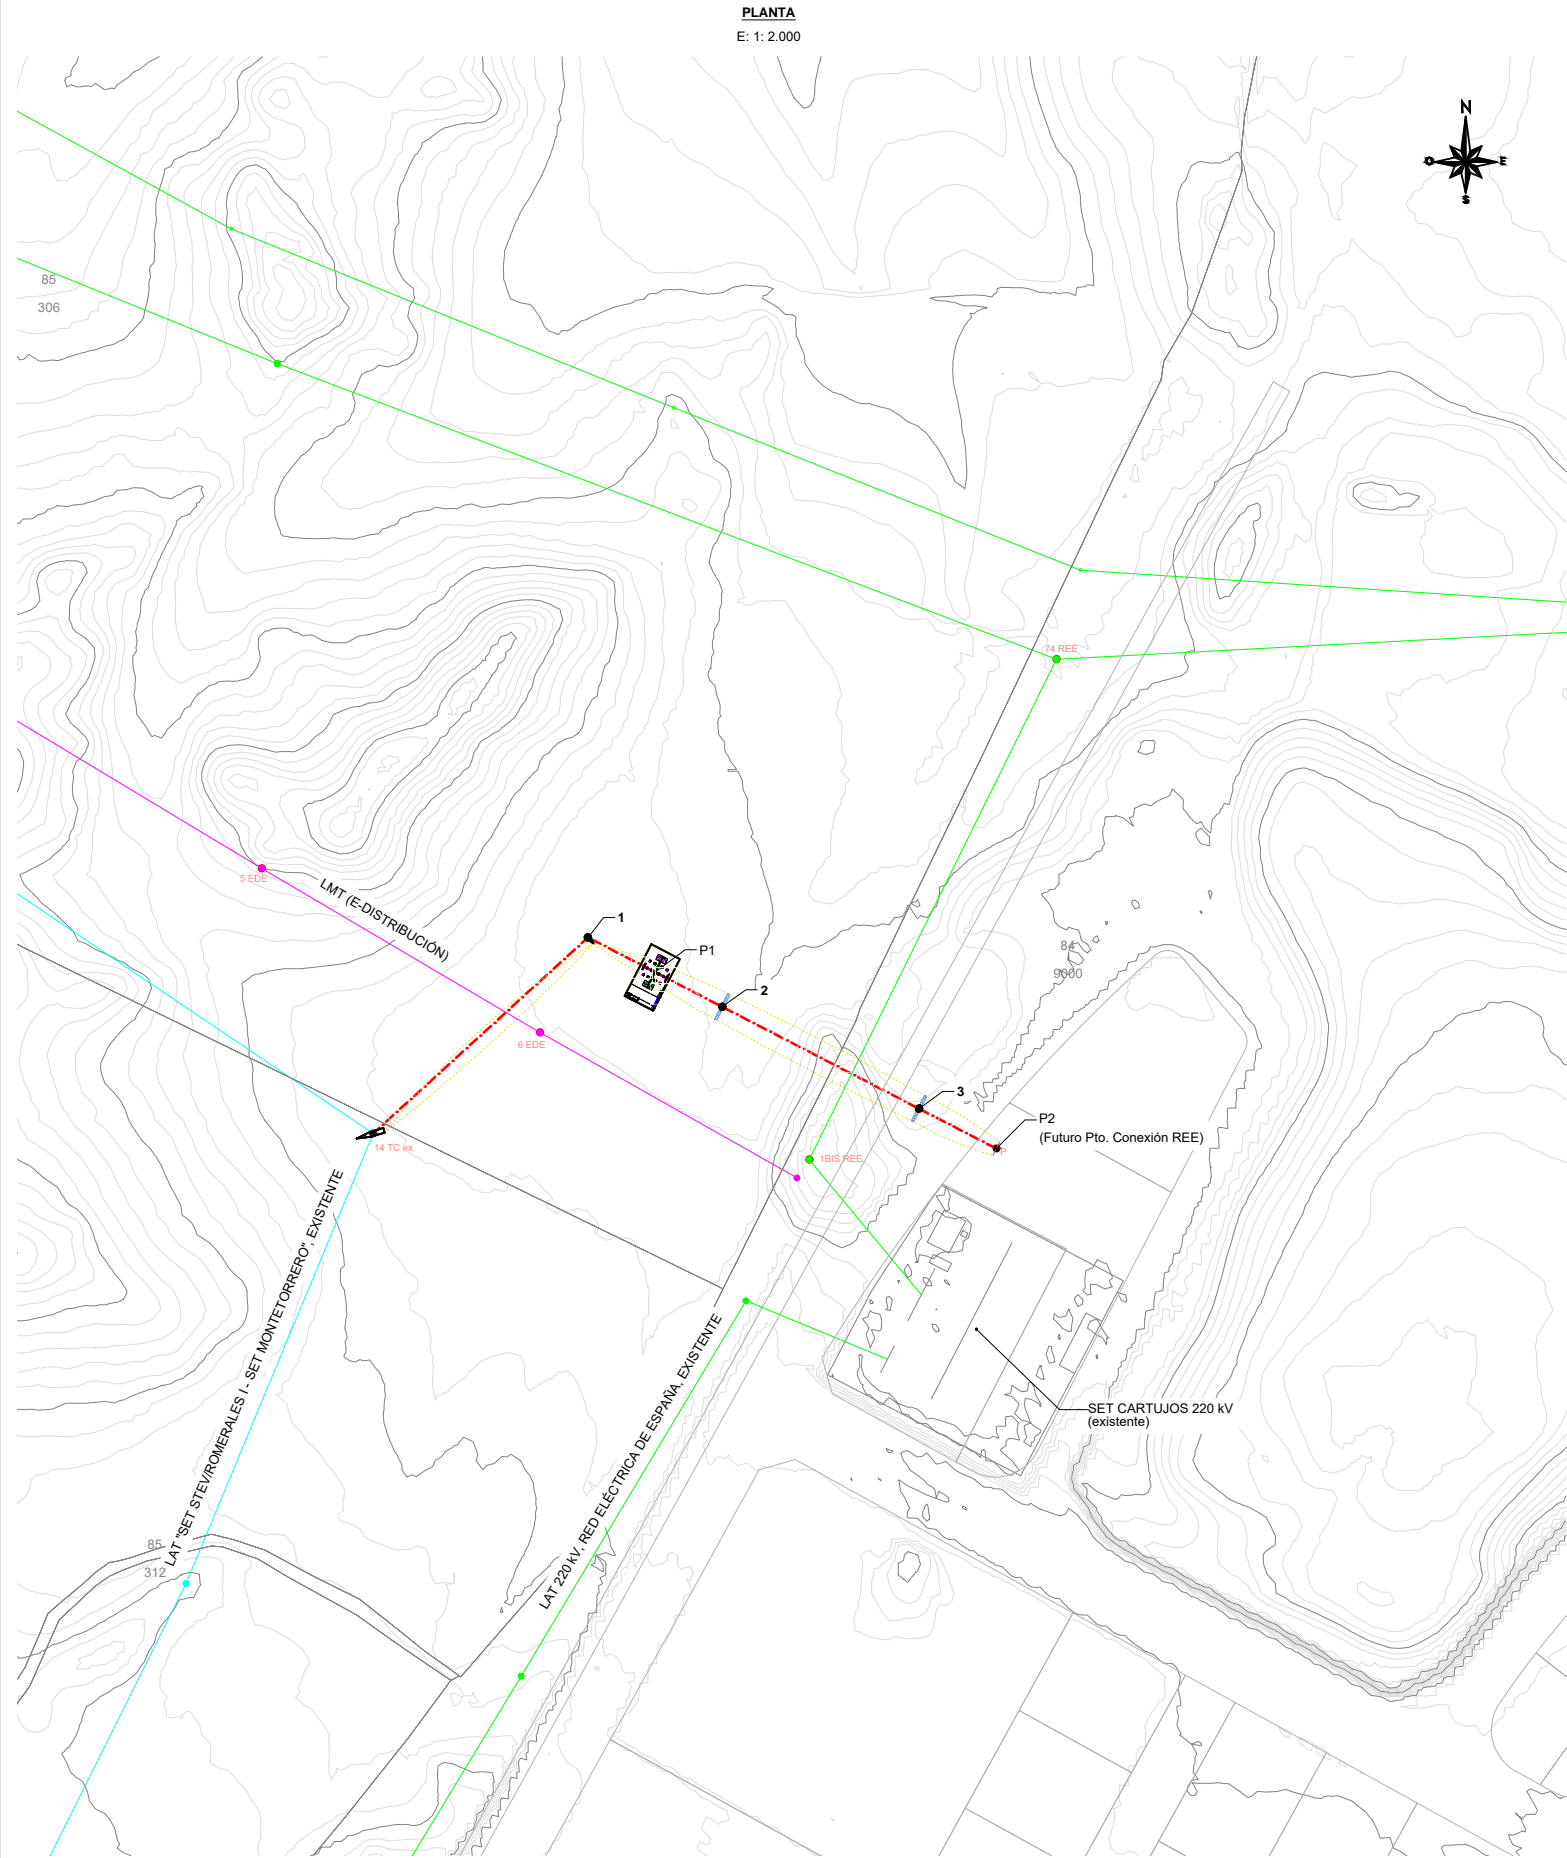 PLANTA
E: 1: 2.000
N
O
E
S
85
306
74 REE
5 EDE
LMT (E-DISTRIBUCIÓN)
1
P1
84
9000
2
6 EDE
3
P2
(Futuro Pto. Conexión REE)
14 TC ex.
1BIS REE
LAT "SET STEV/ROMERALES I - SET MONTETORRERO", EXISTENTE
LAT 220 kV, RED ELÉCTRICA DE ESPAÑA, EXISTENTE
SET CARTUJOS 220 kV
(existente)
85
312